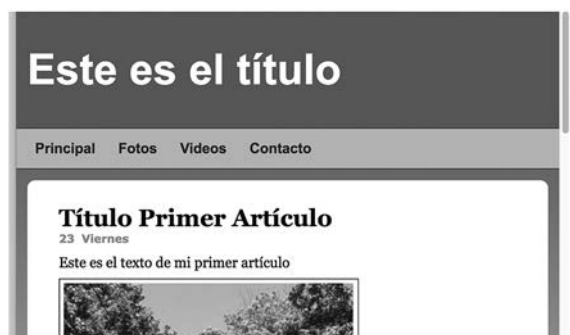 Este es el título
Principal Fotos Videos Contacto
Título Primer Artículo
23 Viernes
Este es el texto de mi primer artículo